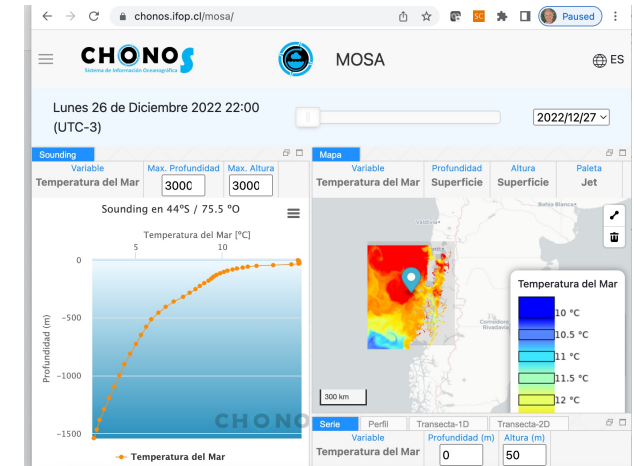 chonos.ifop.cl/mosa/
SC
Paused
CHONOS
Sistema de Información Oceanográfica
MOSA
ES
Lunes 26 de Diciembre 2022 22:00
(UTC-3)
2022/12/27
Sounding
Variable Max. Profundidad Max. Altura
Temperatura del Mar 3000 3000
Sounding en 44ºS / 75.5 ºO
Temperatura del Mar [ºC]
5 10
0
−500
−1000
−1500
Profundidad (m)
CHONO
Temperatura del Mar
Mapa
Variable Profundidad Altura Paleta
Temperatura del Mar Superficie Superficie Jet
Bahía Blanca
Valdivia
Comodoro
Rivadavia
Temperatura del Mar
10 °C
10.5 °C
11 °C
11.5 °C
12 °C
300 km
Serie Perfil Transecta-1D Transecta-2D
Variable Profundidad (m) Altura (m)
Temperatura del Mar 0 50